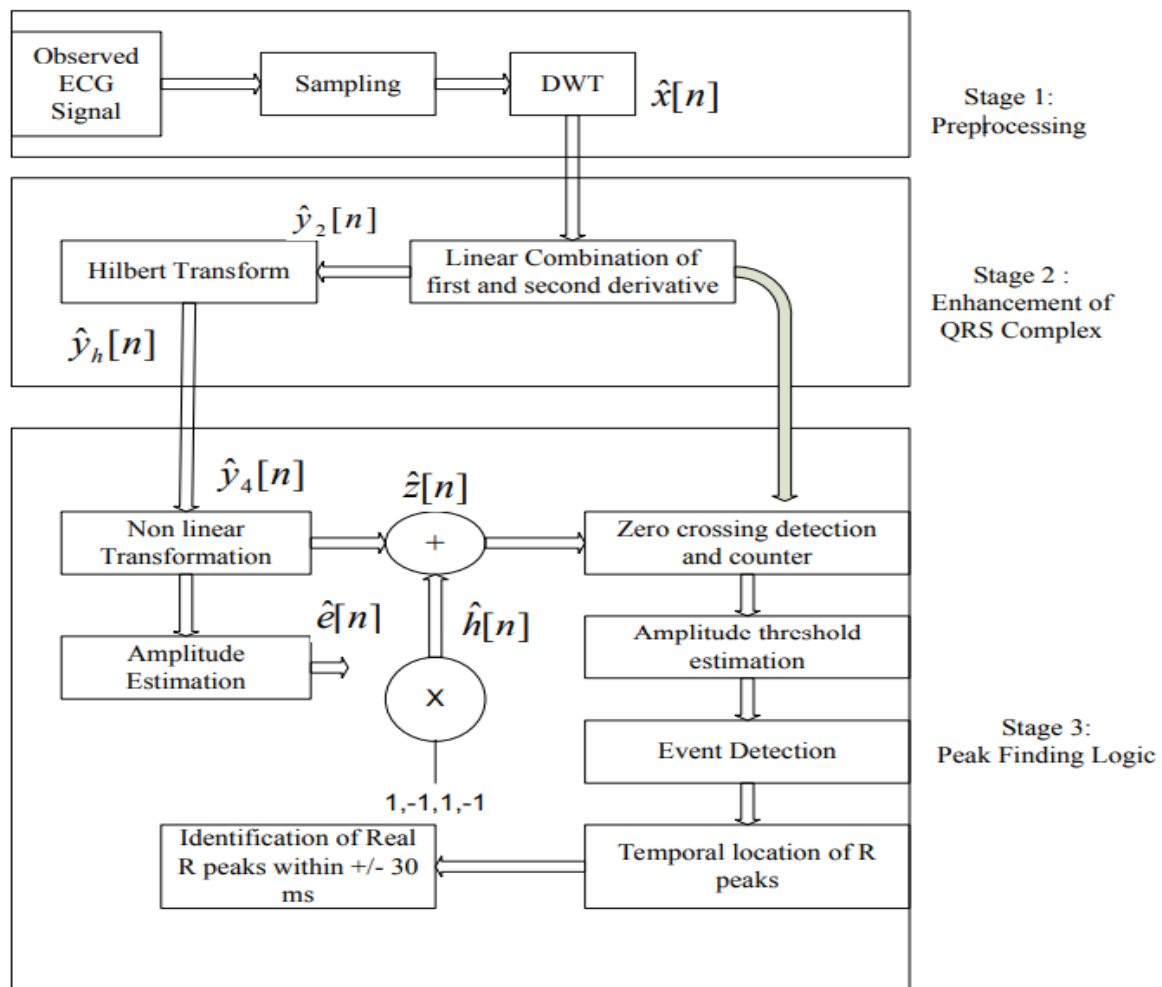 Observed
ECG
Signal
Sampling
DWT
x̂[n]
Stage 1:
Preprocessing
ŷ₂[n]
Hilbert Transform
Linear Combination of
first and second derivative
ŷₕ[n]
Stage 2 :
Enhancement of
QRS Complex
ŷ₄[n]
ẑ[n]
Non linear
Transformation
+
Zero crossing detection
and counter
ê[n]
ĥ[n]
Amplitude
Estimation
X
Amplitude threshold
estimation
Event Detection
Stage 3:
Peak Finding Logic
1,-1,1,-1
Identification of Real
R peaks within +/- 30
ms
Temporal location of R
peaks